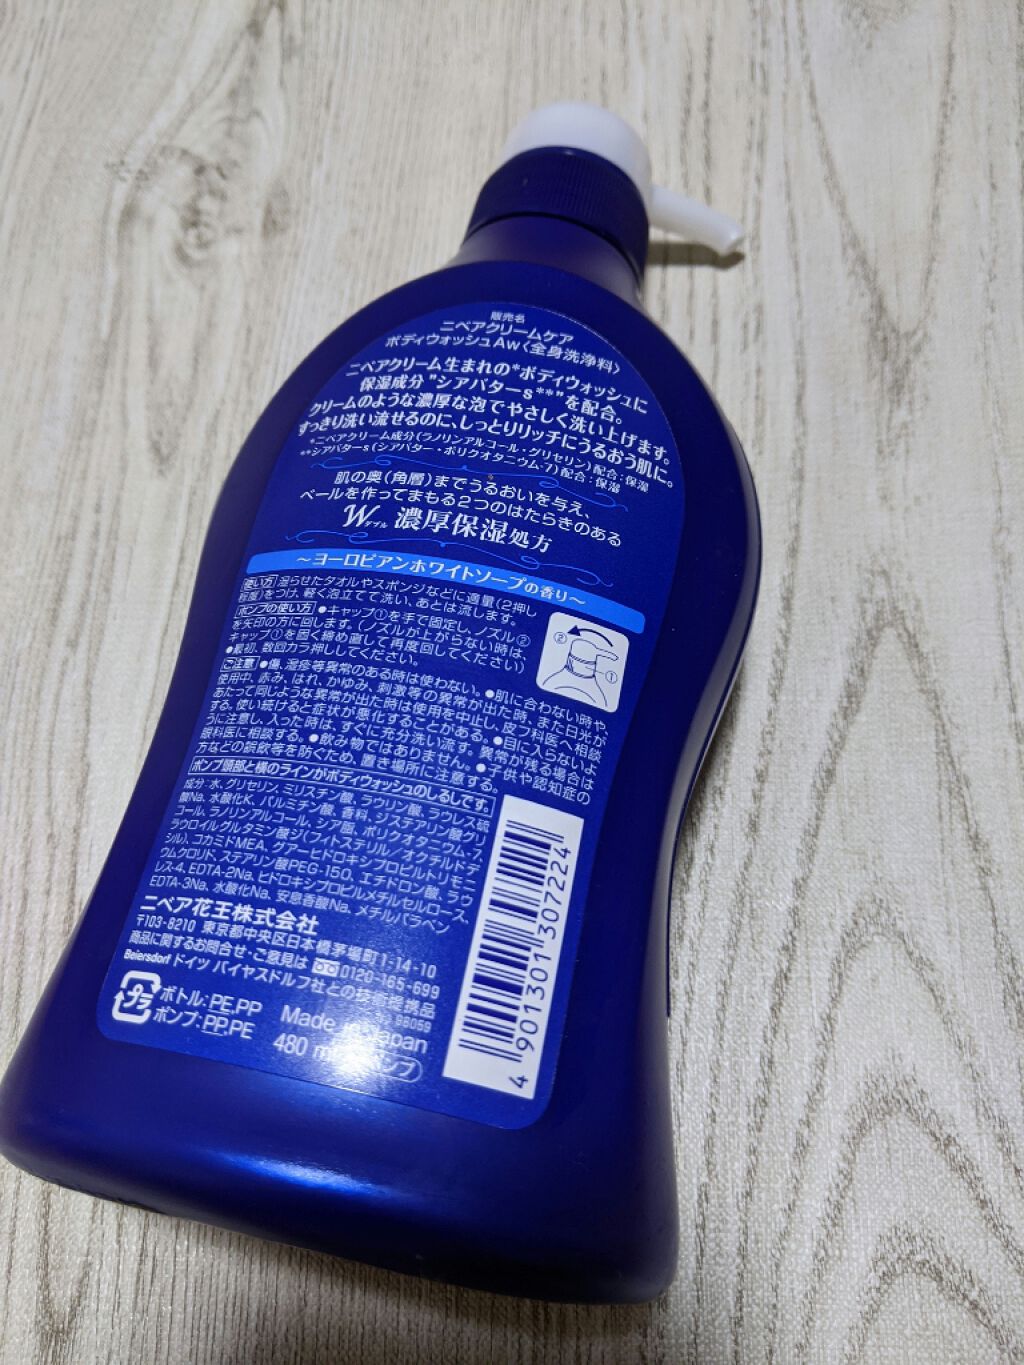 販売名
ニベアクリームケア
ボディウォッシュAw〈全身洗浄料〉
ニベアクリーム生まれの*ボディウォッシュに
保湿成分"シアバターs**"を配合。
クリームのような濃厚な泡でやさしく洗い上げます。
すっきり洗い流せるのに、しっとりリッチにうるおう肌に。
*ニベアクリーム成分(ラノリンアルコール・グリセリン)配合:保湿
**シアバターs(シアバター・ポリクオタニウム-7)配合:保湿
肌の奥(角層)までうるおいを与え、
ベールを作ってまもる2つのはたらきのある
Wダブル 濃厚保湿処方
〜ヨーロピアンホワイトソープの香り〜
使い方 湿らせたタオルやスポンジなどに適量(2押し
程度)をつけ、軽く泡立てて洗い、あとは流します。
ポンプの使い方 ●キャップ①を手で固定し、ノズル②
を矢印の方に回します。(ノズルが上がらない時は、
キャップ①を固く締め直して再度回してください)
●最初、数回カラ押ししてください。
② ①
ご注意 ●傷、湿疹等異常のある時は使わない。●肌に合わない時や、
使用中、赤み、はれ、かゆみ、刺激等の異常が出た時、また日光が
あたって同じような異常が出た時は使用を中止し、皮フ科医へ相談
する。使い続けると症状が悪化することがある。●目に入らないよ
うに注意し、入った時は、すぐに充分洗い流す。異常が残る場合は
眼科医に相談する。●飲み物ではありません。●子供や認知症の
方などの誤飲等を防ぐため、置き場所に注意する。
ポンプ頭部と横のラインがボディウォッシュのしるしです。
成分:水、グリセリン、ミリスチン酸、ラウリン酸、ラウレス硫
酸Na、水酸化K、パルミチン酸、香料、ジステアリン酸グリ
コール、ラノリンアルコール、シア脂、ポリクオタニウム-7、
ラウロイルグルタミン酸ジ(フィトステリル/オクチルドデ
シル)、コカミドMEA、グアーヒドロキシプロピルトリモニ
ウムクロリド、ステアリン酸PEG-150、エチドロン酸、ラウ
レス-4、EDTA-2Na、ヒドロキシプロピルメチルセルロース、
EDTA-3Na、水酸化Na、安息香酸Na、メチルパラベン
ニベア花王株式会社
〒103-8210 東京都中央区日本橋茅場町1-14-10
商品に関するお問合せ・ご意見は 0120-165-699
Beiersdorf ドイツ バイヤスドルフ社との技術提携品
プラ ボトル:PE,PP
ポンプ:PP,PE
88059
Made Japan
480
4 901301 307224